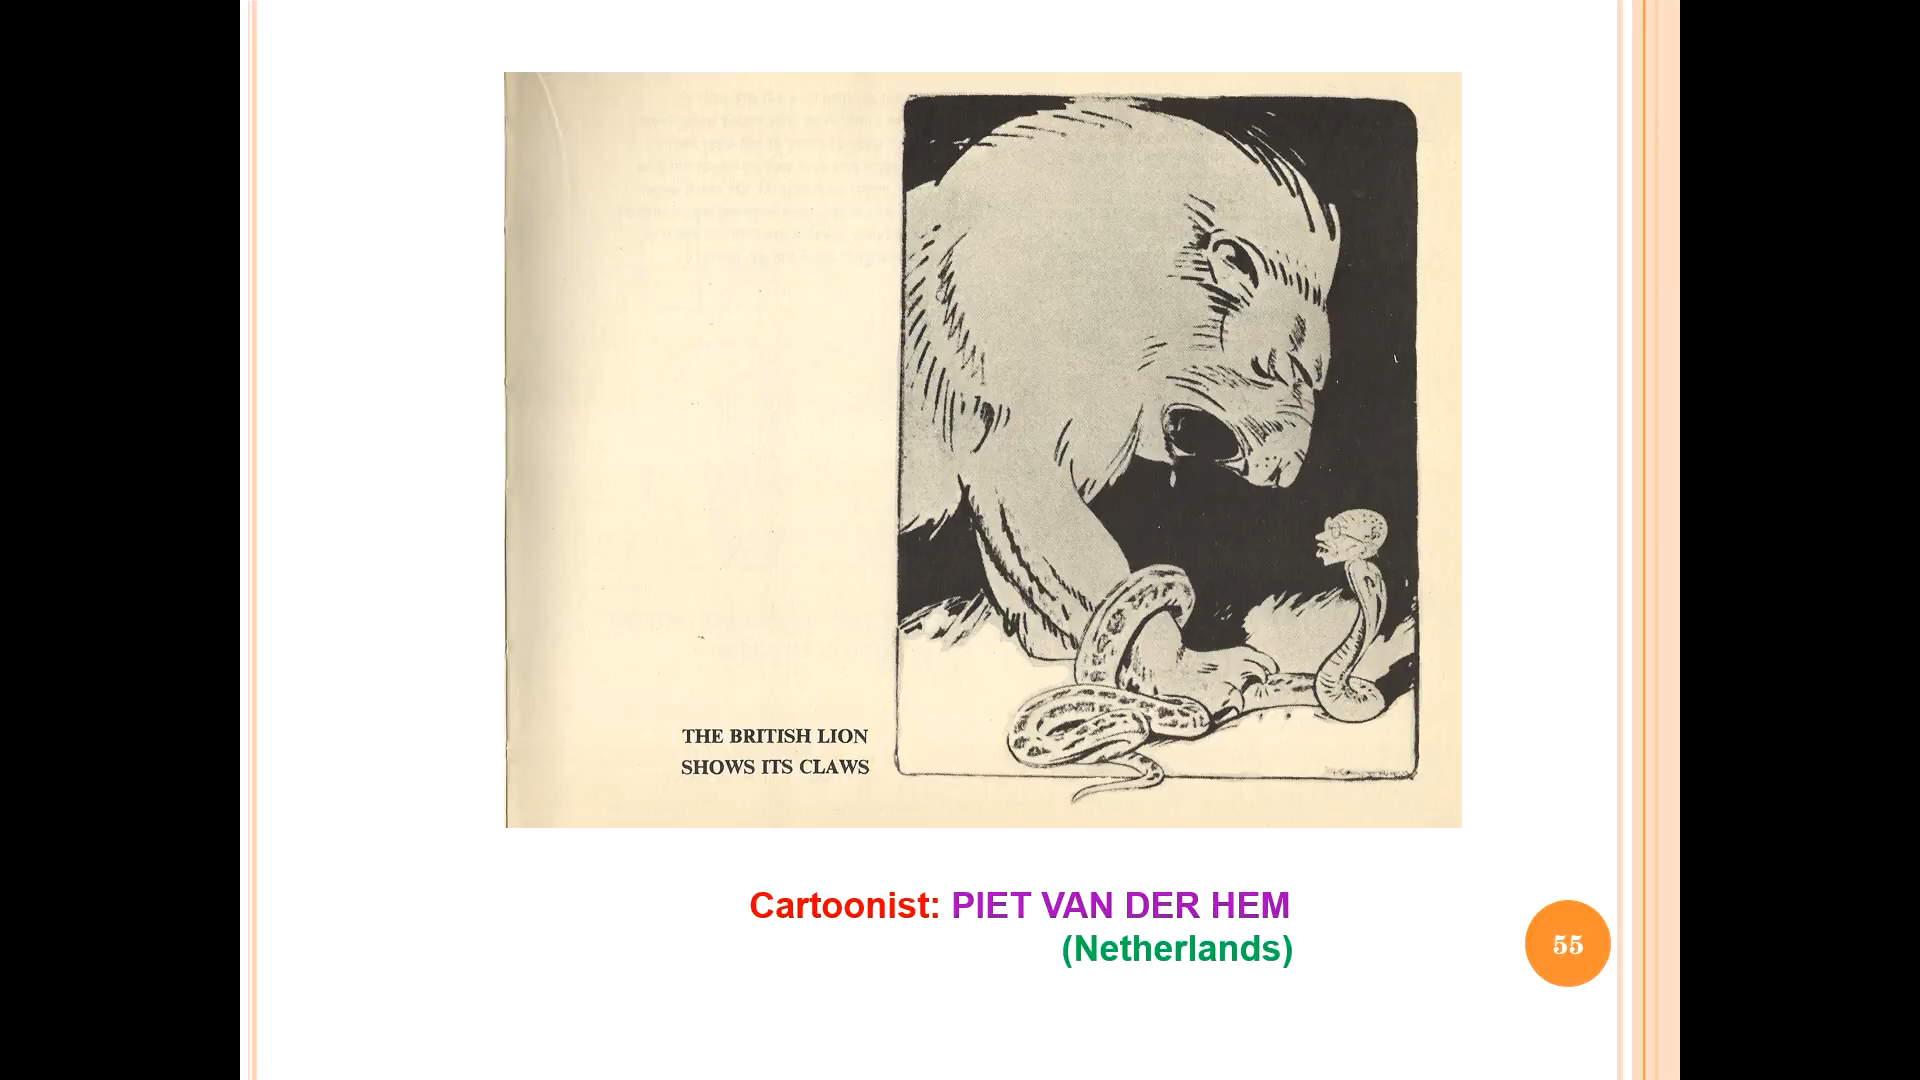 THE BRITISH LION
SHOWS ITS CLAWS
Cartoonist: PIET VAN DER HEM
(Netherlands)
55